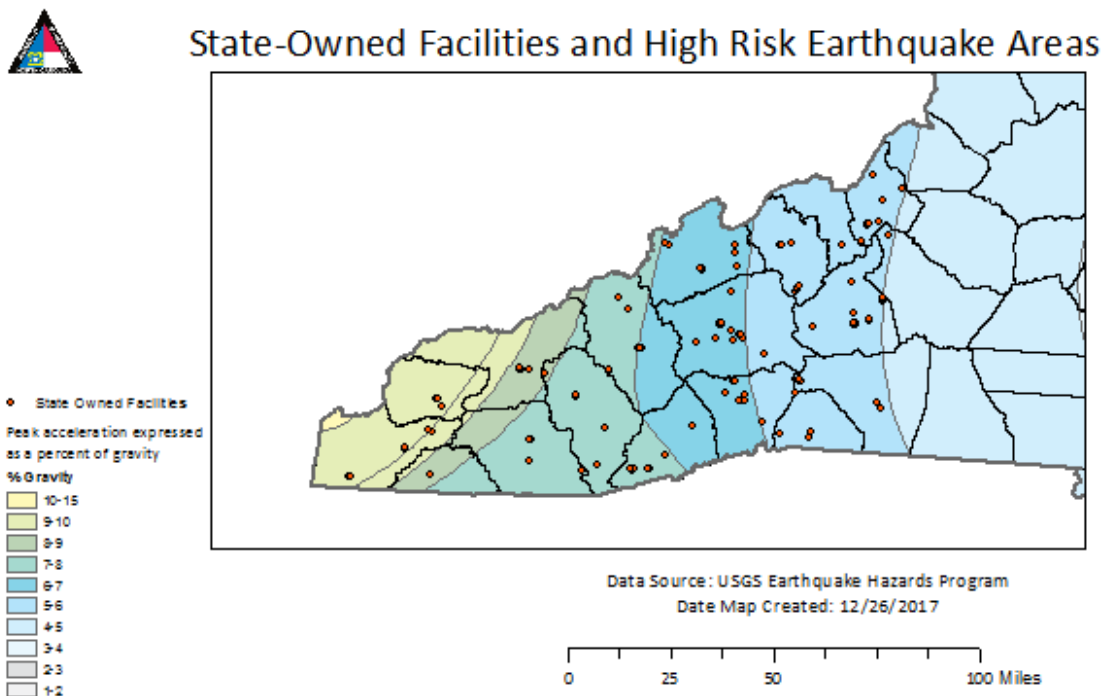 State-Owned Facilities and High Risk Earthquake Areas
State Owned Facilities
Peak acceleration expressed
as a percent of gravity
% Gravity
10-15
9-10
8-9
7-8
6-7
5-6
4-5
3-4
2-3
1-2
Data Source: USGS Earthquake Hazards Program
Date Map Created: 12/26/2017
0 25 50 100 Miles